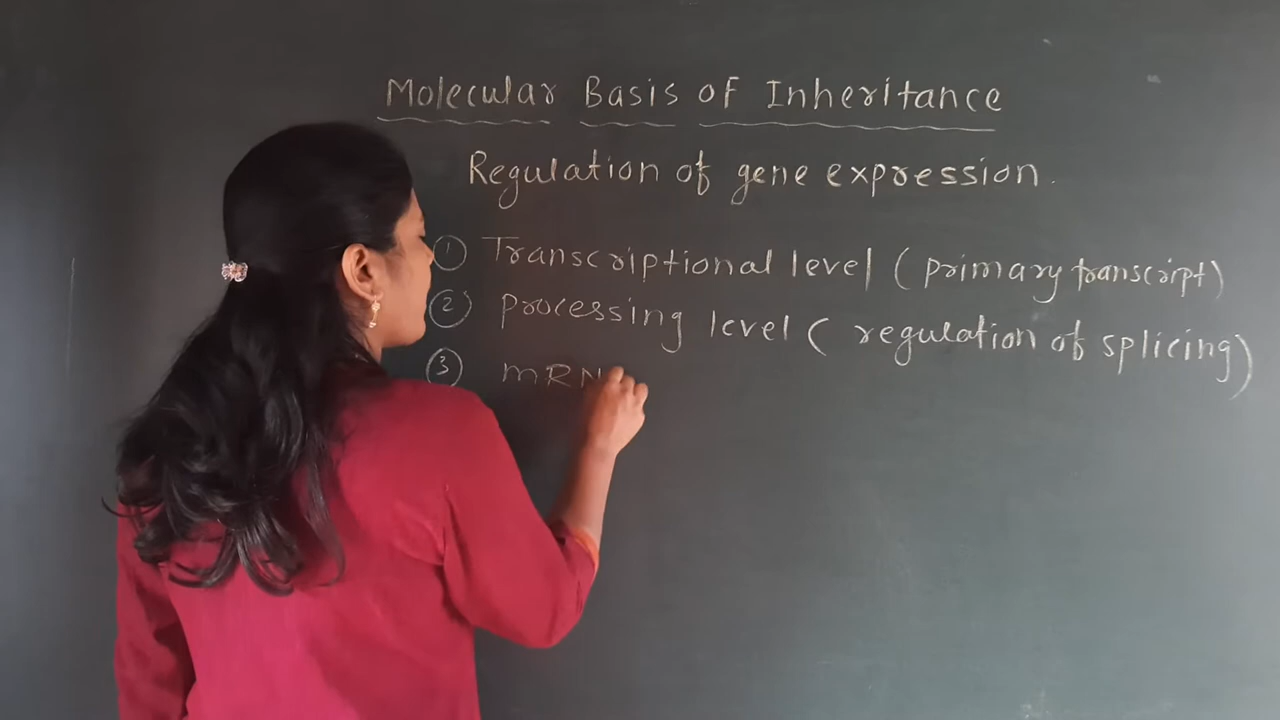 Molecular Basis of Inheritance
Regulation of gene expression.
① Transcriptional level (primary transcript)
② Processing level ( regulation of splicing)
③ mRN